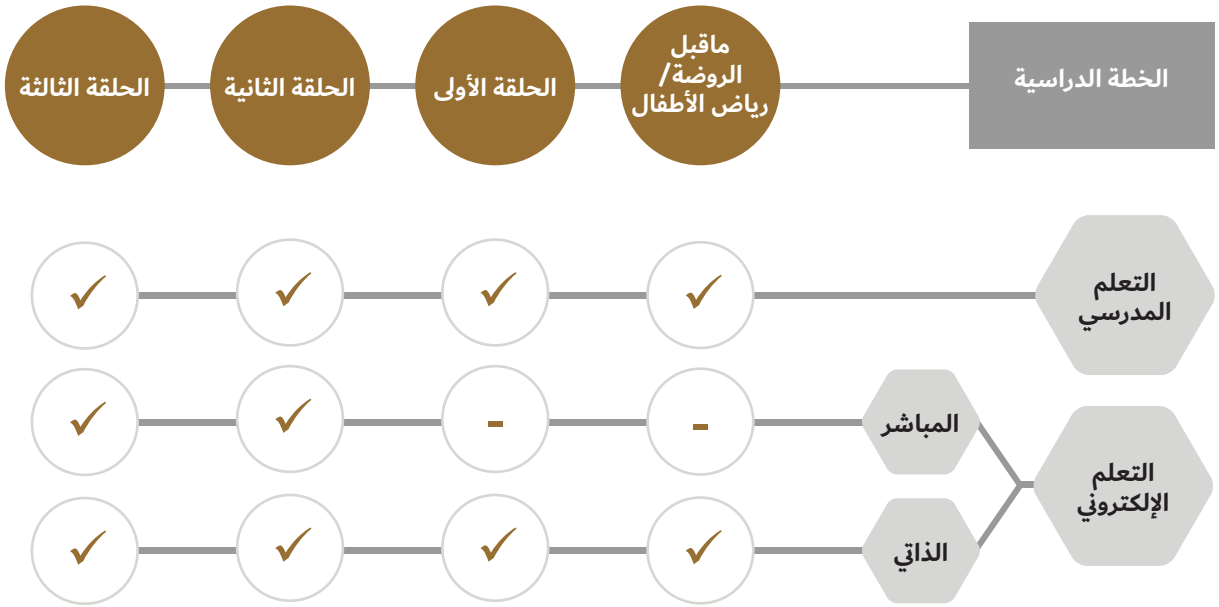 الخطة الدراسية
ماقبل
الروضة/
رياض الأطفال
الحلقة الأولى
الحلقة الثانية
الحلقة الثالثة
التعلم
المدرسي
✓ ✓ ✓ ✓
التعلم
الإلكتروني
المباشر
- - ✓ ✓
الذاتي
✓ ✓ ✓ ✓